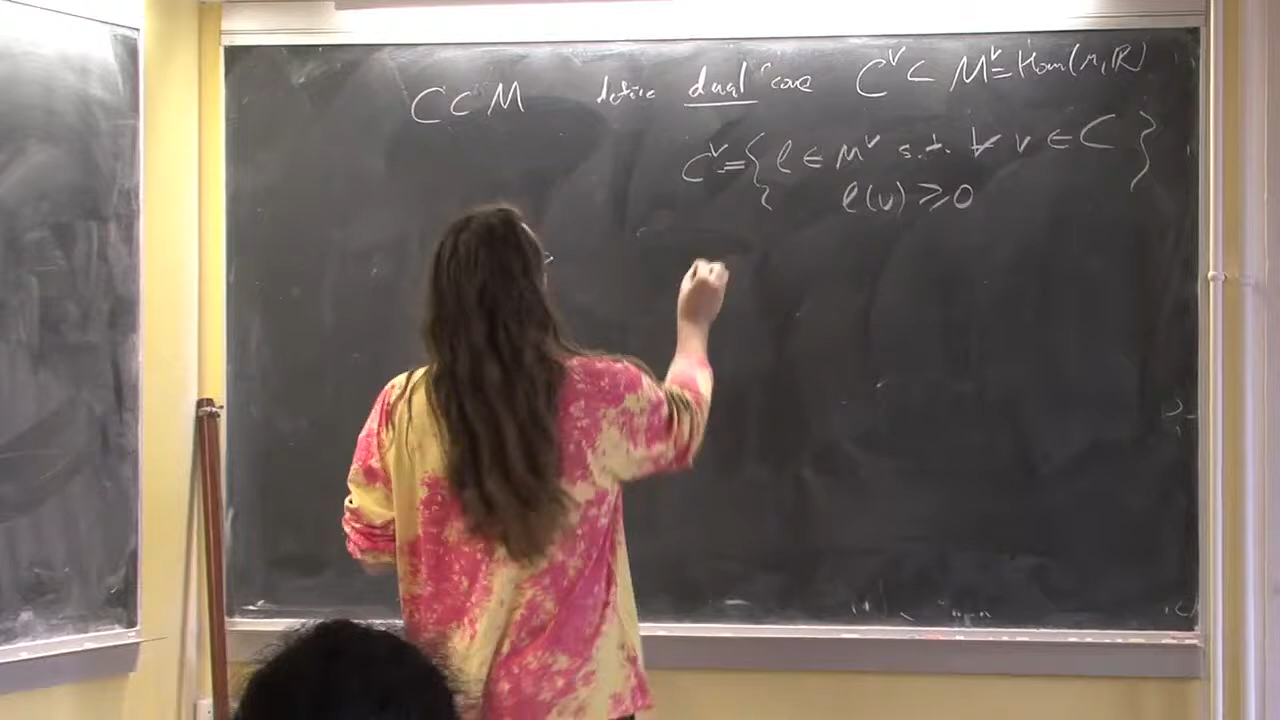 C ⊂ M define dual cone C^∨ ⊂ M^∨ = Hom(M, ℝ)
C^∨ := { ℓ ∈ M^∨ s.t. ∀ v ∈ C }
ℓ(v) ⩾ 0